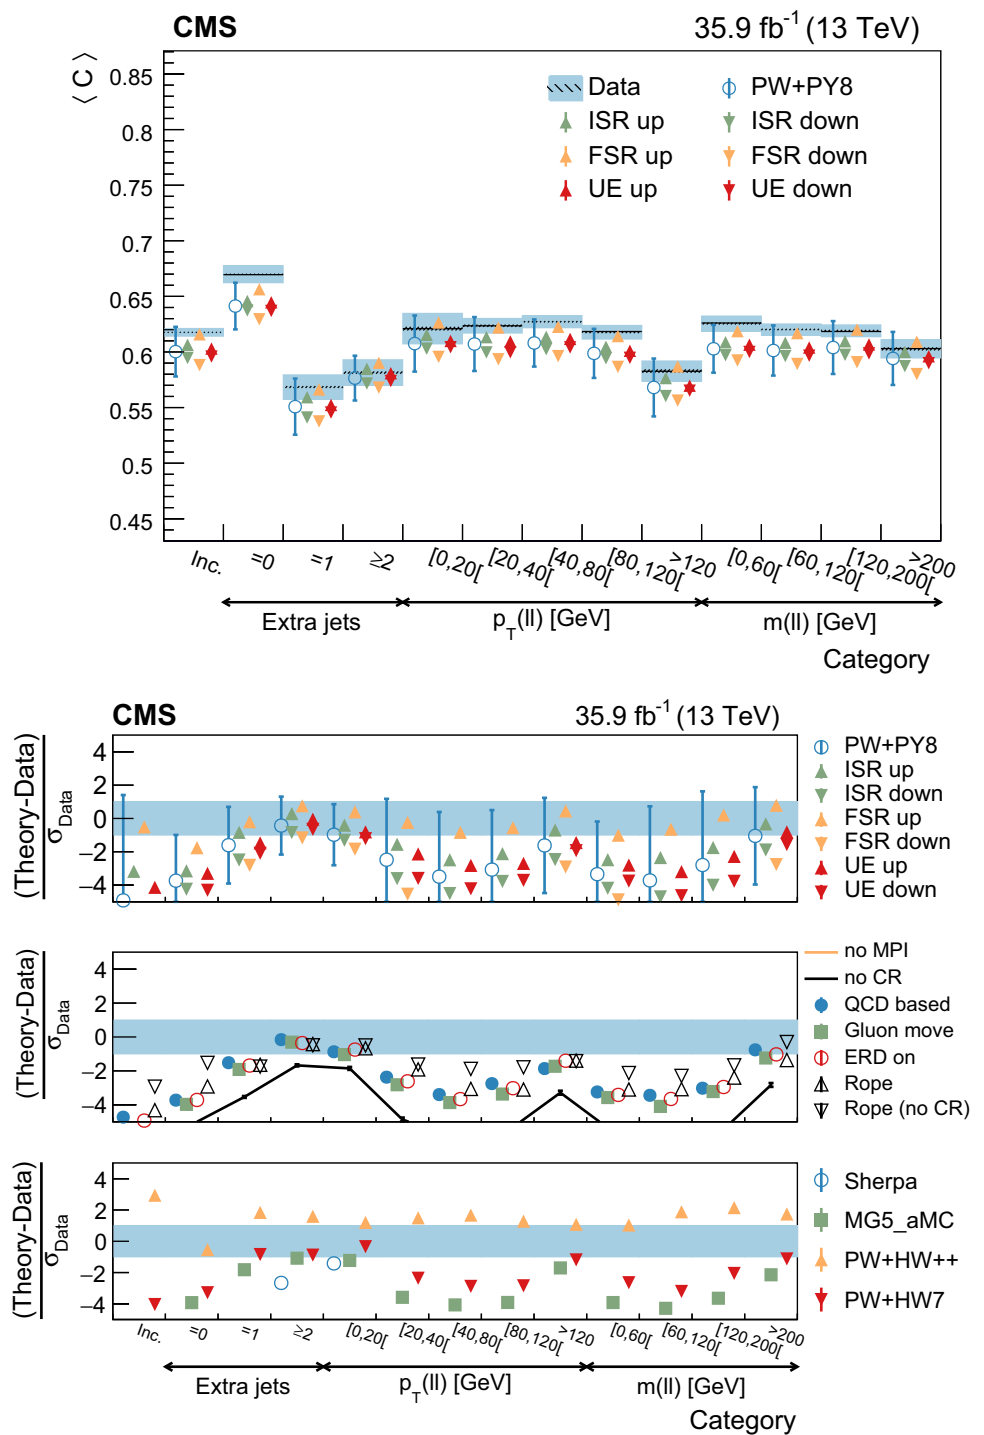 CMS 35.9 fb⁻¹ (13 TeV)
⟨ C ⟩
0.85
0.8
0.75
0.7
0.65
0.6
0.55
0.5
0.45
Data PW+PY8
ISR up ISR down
FSR up FSR down
UE up UE down
Inc. =0 =1 ≥2 [0,20[ [20,40[ [40,80[ [80,120[ >120 [0,60[ [60,120[ [120,200[ >200
Extra jets p_T(ll) [GeV] m(ll) [GeV]
Category
CMS 35.9 fb⁻¹ (13 TeV)
(Theory-Data)
σ_Data
4
2
0
−2
−4
PW+PY8
ISR up
ISR down
FSR up
FSR down
UE up
UE down
(Theory-Data)
σ_Data
4
2
0
−2
−4
no MPI
no CR
QCD based
Gluon move
ERD on
Rope
Rope (no CR)
(Theory-Data)
σ_Data
4
2
0
−2
−4
Sherpa
MG5_aMC
PW+HW++
PW+HW7
Inc. =0 =1 ≥2 [0,20[ [20,40[ [40,80[ [80,120[ >120 [0,60[ [60,120[ [120,200[ >200
Extra jets p_T(ll) [GeV] m(ll) [GeV]
Category